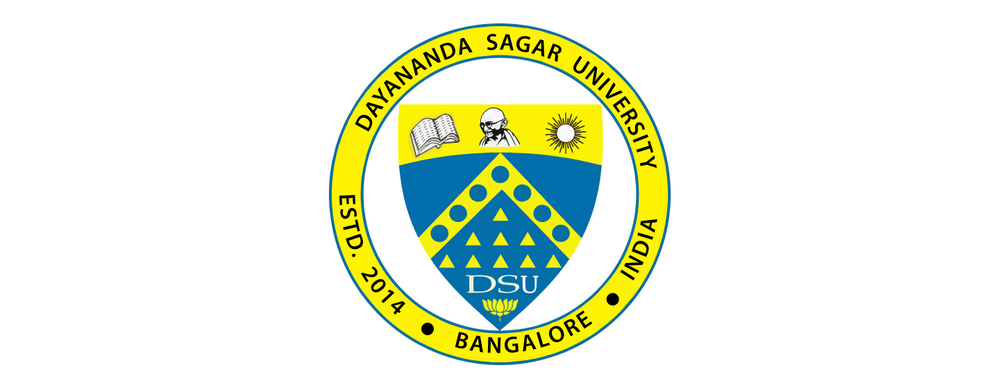 DAYANANDA SAGAR UNIVERSITY
ESTD. 2014 • BANGALORE • INDIA
DSU